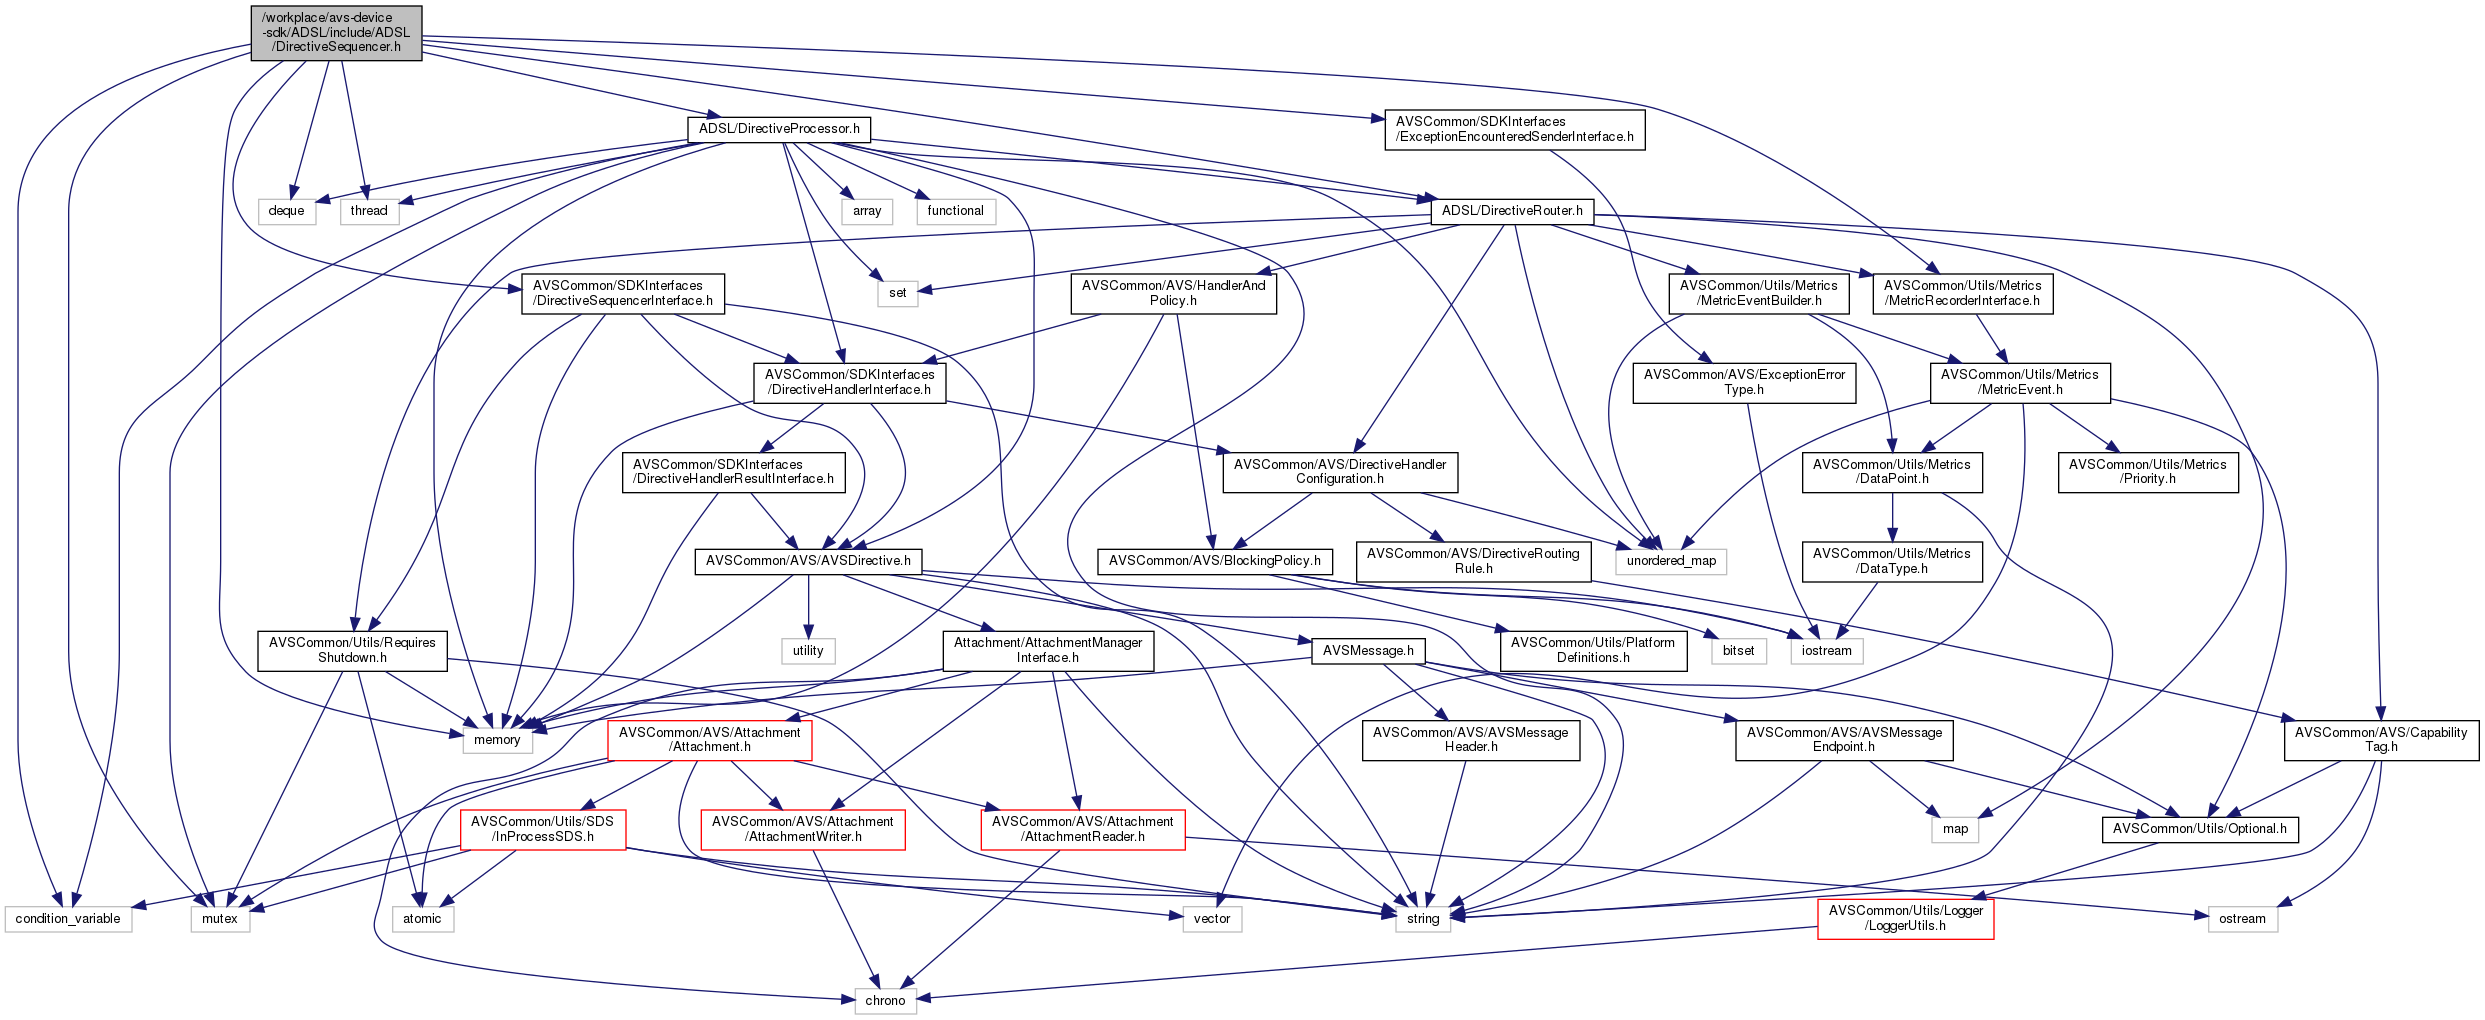 /workplace/avs-device
-sdk/ADSL/include/ADSL
/DirectiveSequencer.h
ADSL/DirectiveProcessor.h
AVSCommon/SDKInterfaces
/ExceptionEncounteredSenderInterface.h
deque
thread
array
functional
ADSL/DirectiveRouter.h
AVSCommon/SDKInterfaces
/DirectiveSequencerInterface.h
set
AVSCommon/AVS/HandlerAnd
Policy.h
AVSCommon/Utils/Metrics
/MetricEventBuilder.h
AVSCommon/Utils/Metrics
/MetricRecorderInterface.h
AVSCommon/SDKInterfaces
/DirectiveHandlerInterface.h
AVSCommon/AVS/ExceptionError
Type.h
AVSCommon/Utils/Metrics
/MetricEvent.h
AVSCommon/SDKInterfaces
/DirectiveHandlerResultInterface.h
AVSCommon/AVS/DirectiveHandler
Configuration.h
AVSCommon/Utils/Metrics
/DataPoint.h
AVSCommon/Utils/Metrics
/Priority.h
AVSCommon/AVS/AVSDirective.h
AVSCommon/AVS/BlockingPolicy.h
AVSCommon/AVS/DirectiveRouting
Rule.h
unordered_map
AVSCommon/Utils/Metrics
/DataType.h
AVSCommon/Utils/Requires
Shutdown.h
utility
Attachment/AttachmentManager
Interface.h
AVSMessage.h
AVSCommon/Utils/Platform
Definitions.h
bitset
iostream
memory
AVSCommon/AVS/Attachment
/Attachment.h
AVSCommon/AVS/AVSMessage
Header.h
AVSCommon/AVS/AVSMessage
Endpoint.h
AVSCommon/AVS/Capability
Tag.h
AVSCommon/Utils/SDS
/InProcessSDS.h
AVSCommon/AVS/Attachment
/AttachmentWriter.h
AVSCommon/AVS/Attachment
/AttachmentReader.h
map
AVSCommon/Utils/Optional.h
condition_variable
mutex
atomic
vector
string
AVSCommon/Utils/Logger
/LoggerUtils.h
ostream
chrono